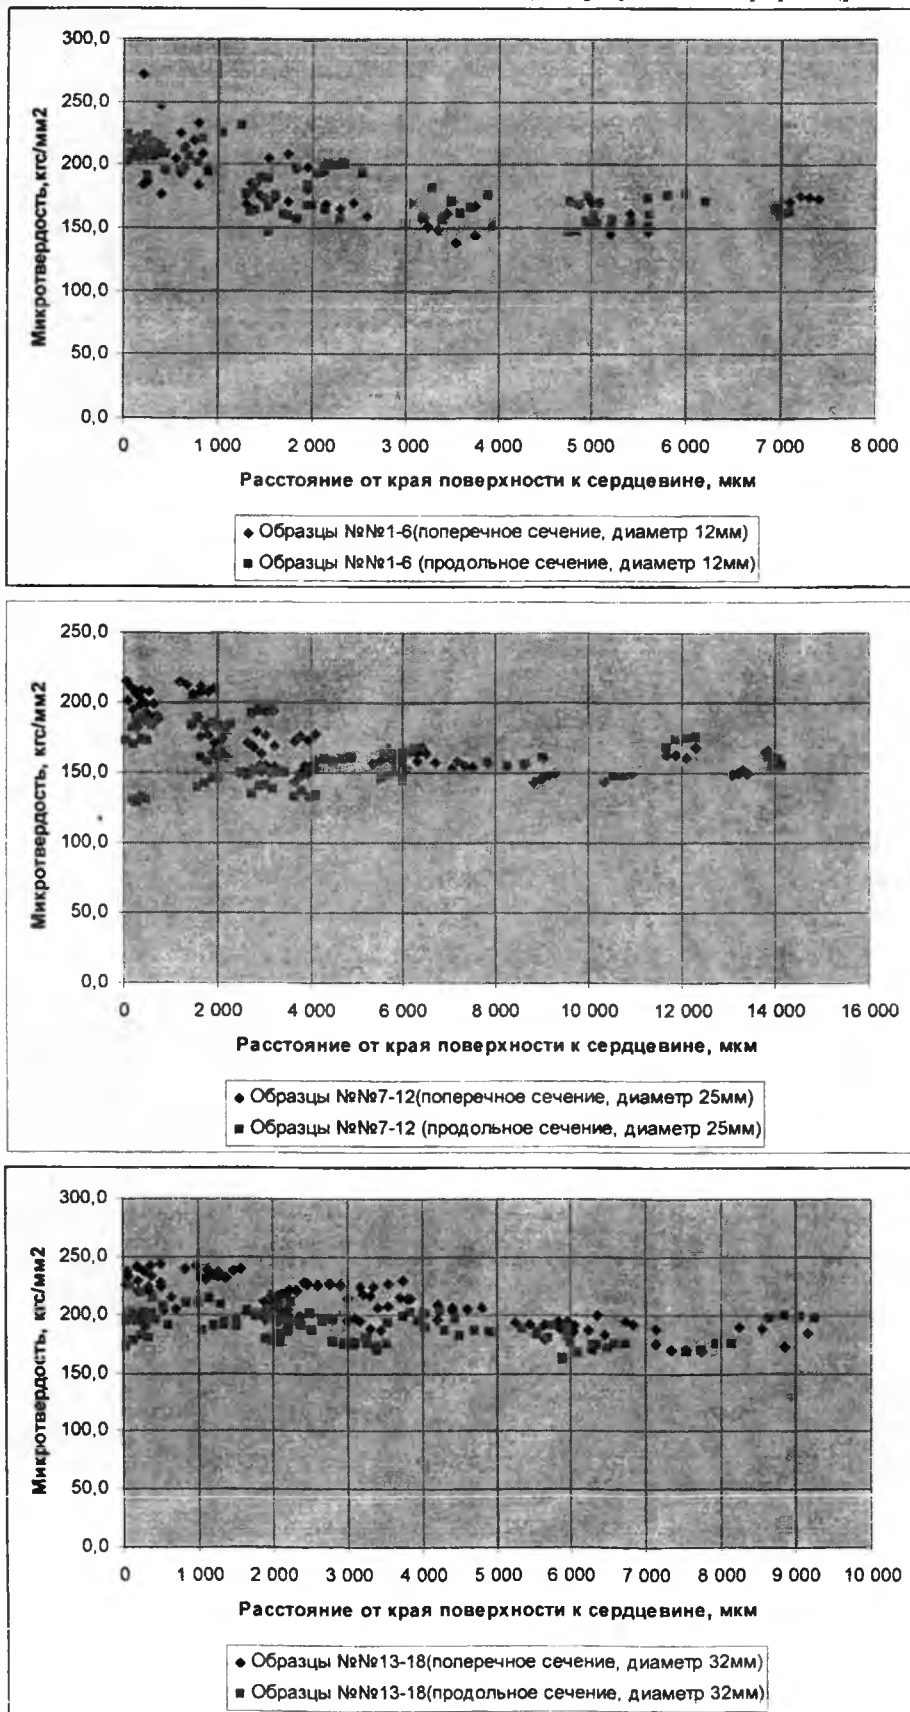 300,0
250,0
200,0
150,0
100,0
50,0
0,0
Микротвердость,кгс/мм2
0 1 000 2 000 3 000 4 000 5 000 6 000 7 000 8 000
Расстояние от края поверхности к сердцевине, мкм
Образцы №№1-6(поперечное сечение, диаметр 12мм)
Образцы №№1-6 (продольное сечение, диаметр 12мм)
250,0
200,0
150,0
100,0
50,0
0,0
Микротвердость, кгс/мм2
0 2 000 4 000 6 000 8 000 10 000 12 000 14 000 16 000
Расстояние от края поверхности к сердцевине, мкм
Образцы №№7-12(поперечное сечение, диаметр 25мм)
Образцы №№7-12 (продольное сечение, диаметр 25мм)
300,0
250,0
200,0
150,0
100,0
50,0
0,0
Микротвердость, кгс/мм2
0 1 000 2 000 3 000 4 000 5 000 6 000 7 000 8 000 9 000 10 000
Расстояние от края поверхности к сердцевине, мкм
Образцы №№13-18(поперечное сечение, диаметр 32мм)
Образцы №№13-18(продольное сечение, диаметр 32мм)